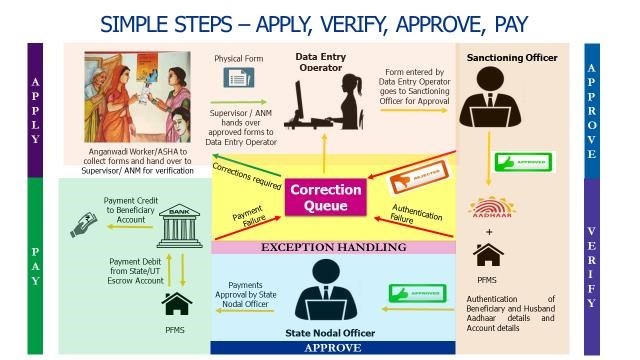 SIMPLE STEPS – APPLY, VERIFY, APPROVE, PAY
APPLY
Anganwadi Worker/ASHA to
collect forms and hand over to
Supervisor/ ANM for verification
Physical Form
Supervisor / ANM
hands over
approved forms to
Data Entry Operator
Data Entry
Operator
Form entered by
Data Entry Operator
goes to Sanctioning
Officer for Approval
Sanctioning Officer
APPROVE
APPROVED
REJECTED
Corrections required
Correction
Queue
Payment
Failure
Authentication
Failure
EXCEPTION HANDLING
AADHAAR
+
PFMS
Authentication of
Beneficiary and Husband
Aadhaar details and
Account details
VERIFY
APPROVED
State Nodal Officer
APPROVE
Payments
Approval by State
Nodal Officer
PAY
Payment Credit
to Beneficiary
Account
BANK
Payment Debit
from State/UT
Escrow Account
PFMS